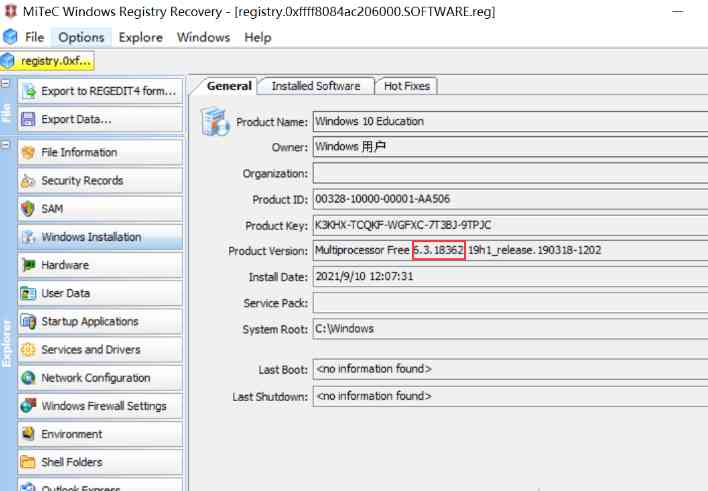 MiTeC Windows Registry Recovery - [registry.0xffff8084ac206000.SOFTWARE.reg]
File Options Explore Windows Help
registry.0xf...
File
Export to REGEDIT4 form...
Export Data...
Explorer
File Information
Security Records
SAM
Windows Installation
Hardware
User Data
Startup Applications
Services and Drivers
Network Configuration
Windows Firewall Settings
Environment
Shell Folders
Outlook Express
General Installed Software Hot Fixes
Product Name: Windows 10 Education
Owner: Windows 用户
Organization:
Product ID: 00328-10000-00001-AA506
Product Key: K3KHX-TCQKF-WGFXC-7T3BJ-9TPJC
Product Version: Multiprocessor Free 6.3.18362 19h1_release.190318-1202
Install Date: 2021/9/10 12:07:31
Service Pack:
System Root: C:\Windows
Last Boot: <no information found>
Last Shutdown: <no information found>